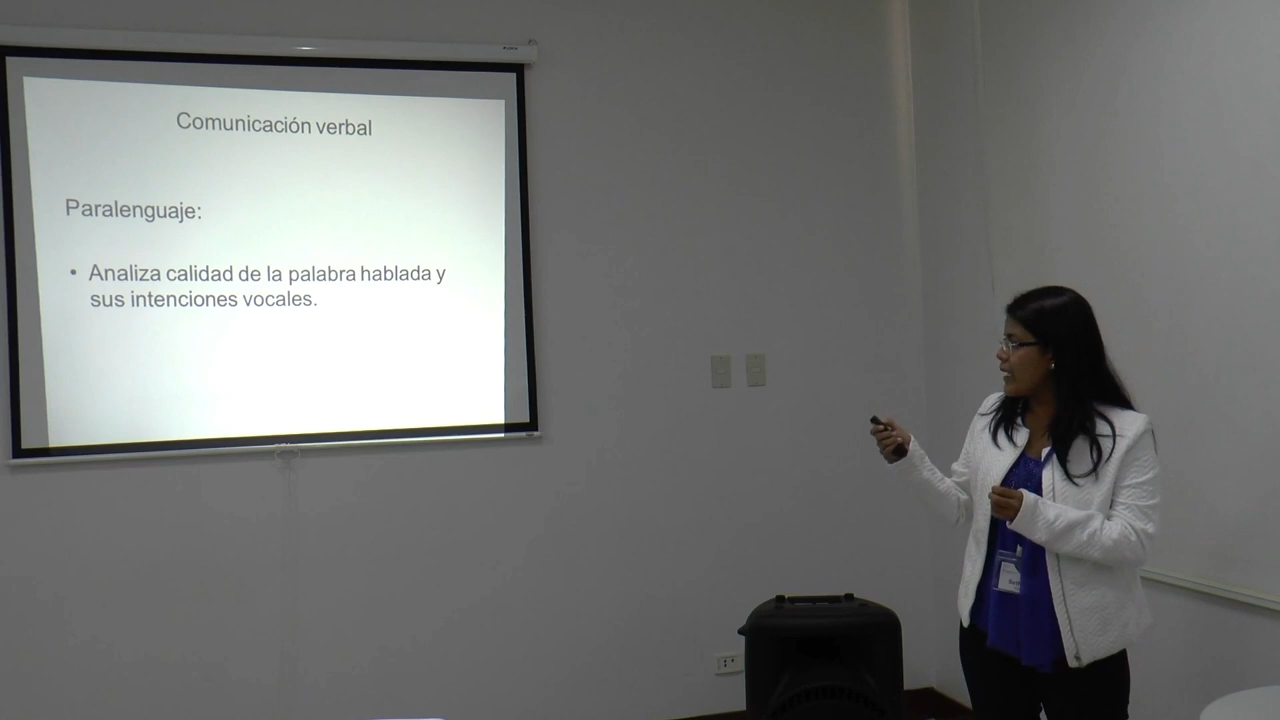 Comunicación verbal
Paralenguaje:
• Analiza calidad de la palabra hablada y
sus intenciones vocales.